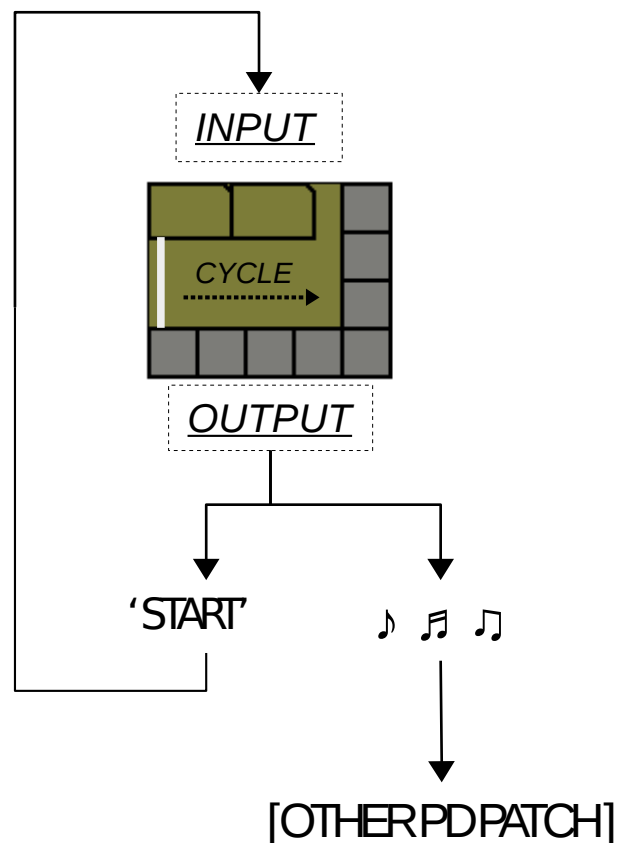 INPUT
CYCLE
OUTPUT
‘START’
♪ ♬ ♫
[OTHER PD PATCH]